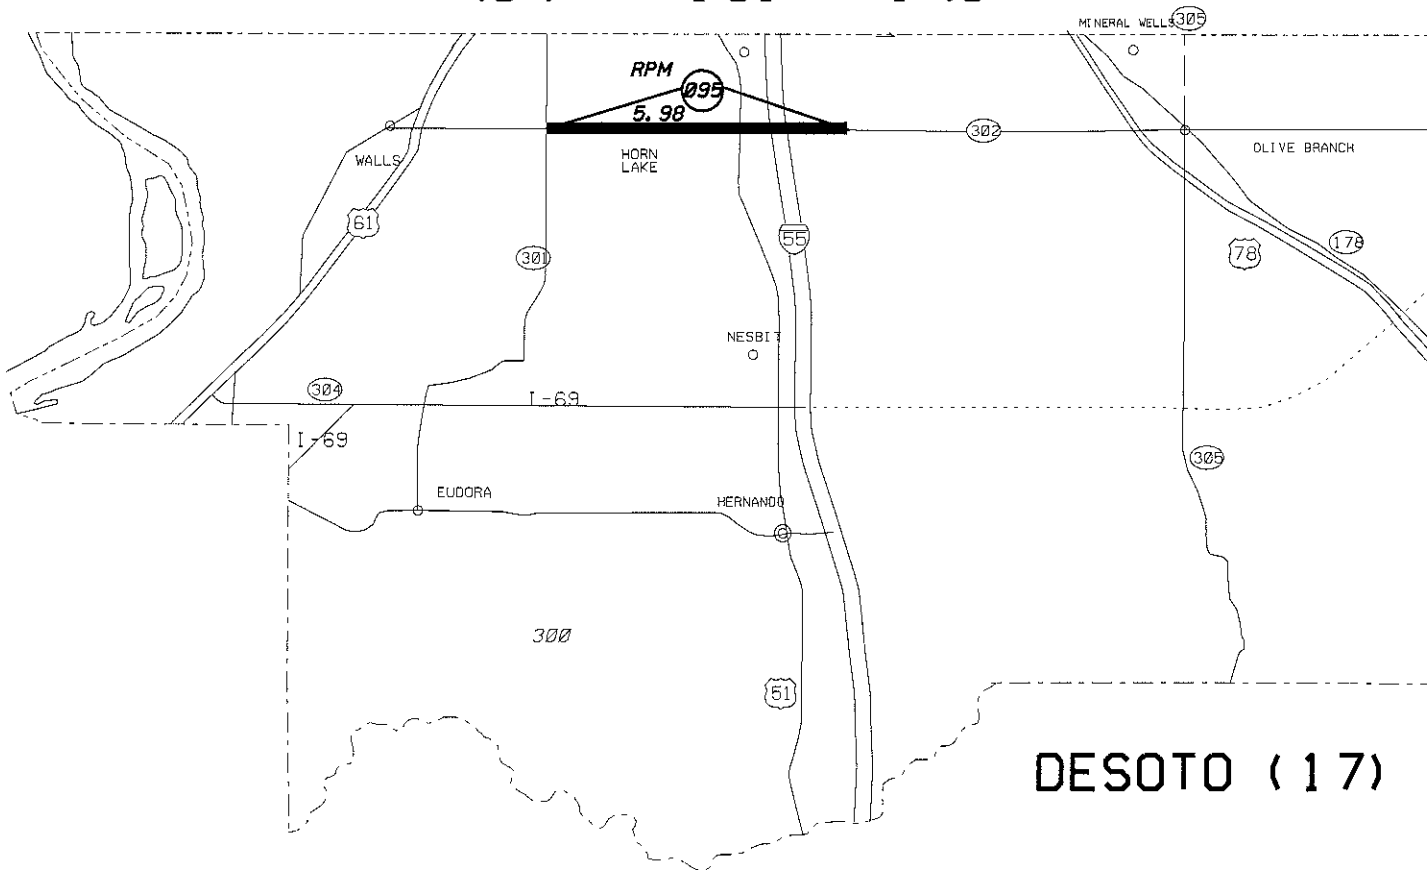 MINERAL WELLS 305
RPM
095
5.98
302
WALLS
HORN
LAKE
OLIVE BRANCH
61
301
55
78
178
NESBIT
304
I-69
I-69
305
EUDORA
HERNANDO
300
51
DESOTO (17)